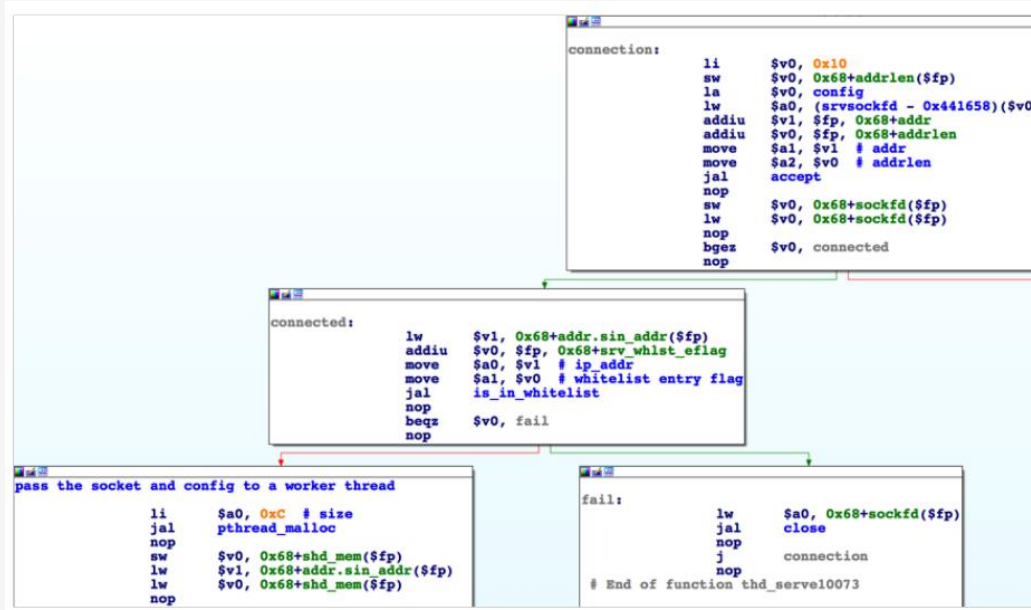 connection:
li $v0, 0x10
sw $v0, 0x68+addrlen($fp)
la $v0, config
lw $a0, (srvsockfd - 0x441658)($v0
addiu $v1, $fp, 0x68+addr
addiu $v0, $fp, 0x68+addrlen
move $a1, $v1 # addr
move $a2, $v0 # addrlen
jal accept
nop
sw $v0, 0x68+sockfd($fp)
lw $v0, 0x68+sockfd($fp)
nop
bgez $v0, connected
nop
connected:
lw $v1, 0x68+addr.sin_addr($fp)
addiu $v0, $fp, 0x68+srv_whlst_eflag
move $a0, $v1 # ip_addr
move $a1, $v0 # whitelist entry flag
jal is_in_whitelist
nop
beqz $v0, fail
nop
pass the socket and config to a worker thread
li $a0, 0xC # size
jal pthread_malloc
nop
sw $v0, 0x68+shd_mem($fp)
lw $v1, 0x68+addr.sin_addr($fp)
lw $v0, 0x68+shd_mem($fp)
nop
fail:
lw $a0, 0x68+sockfd($fp)
jal close
nop
j connection
nop
# End of function thd_serve10073